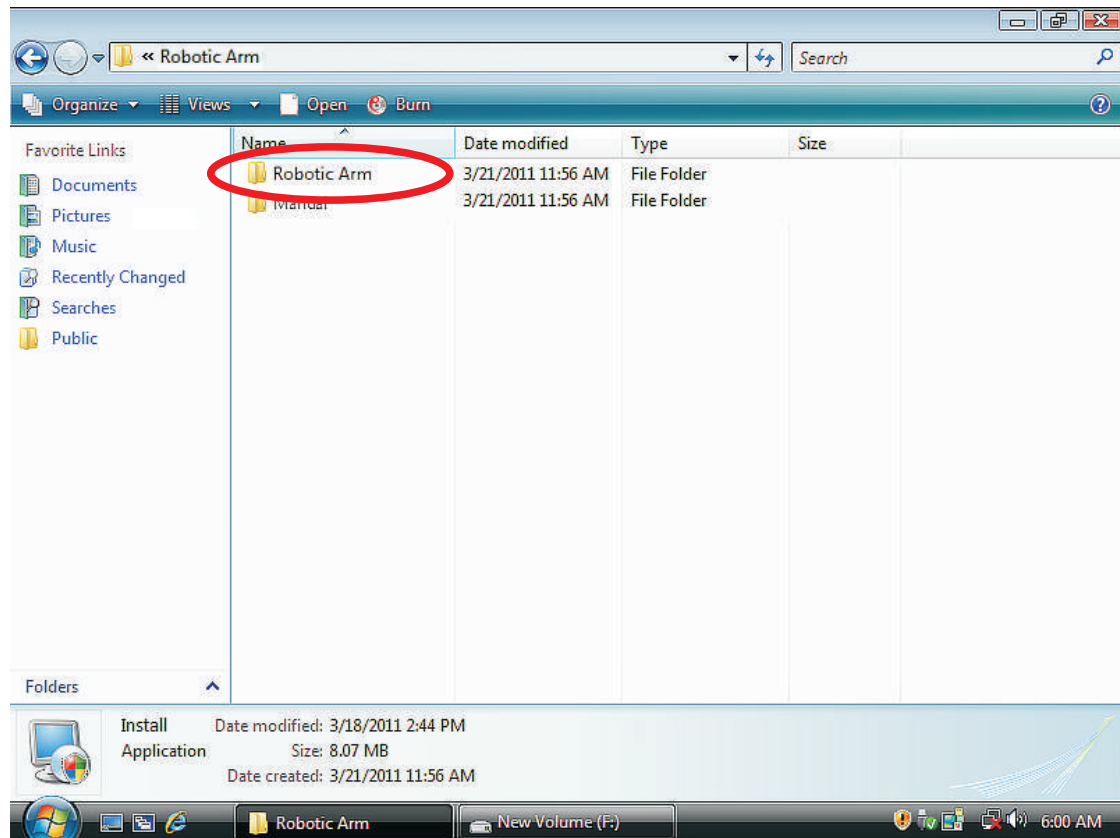 « Robotic Arm
Search
Organize Views Open Burn
Favorite Links
Documents
Pictures
Music
Recently Changed
Searches
Public
Folders
Name Date modified Type Size
Robotic Arm 3/21/2011 11:56 AM File Folder
Manual 3/21/2011 11:56 AM File Folder
Install Date modified: 3/18/2011 2:44 PM
Application Size: 8.07 MB
Date created: 3/21/2011 11:56 AM
Robotic Arm New Volume (F:) 6:00 AM